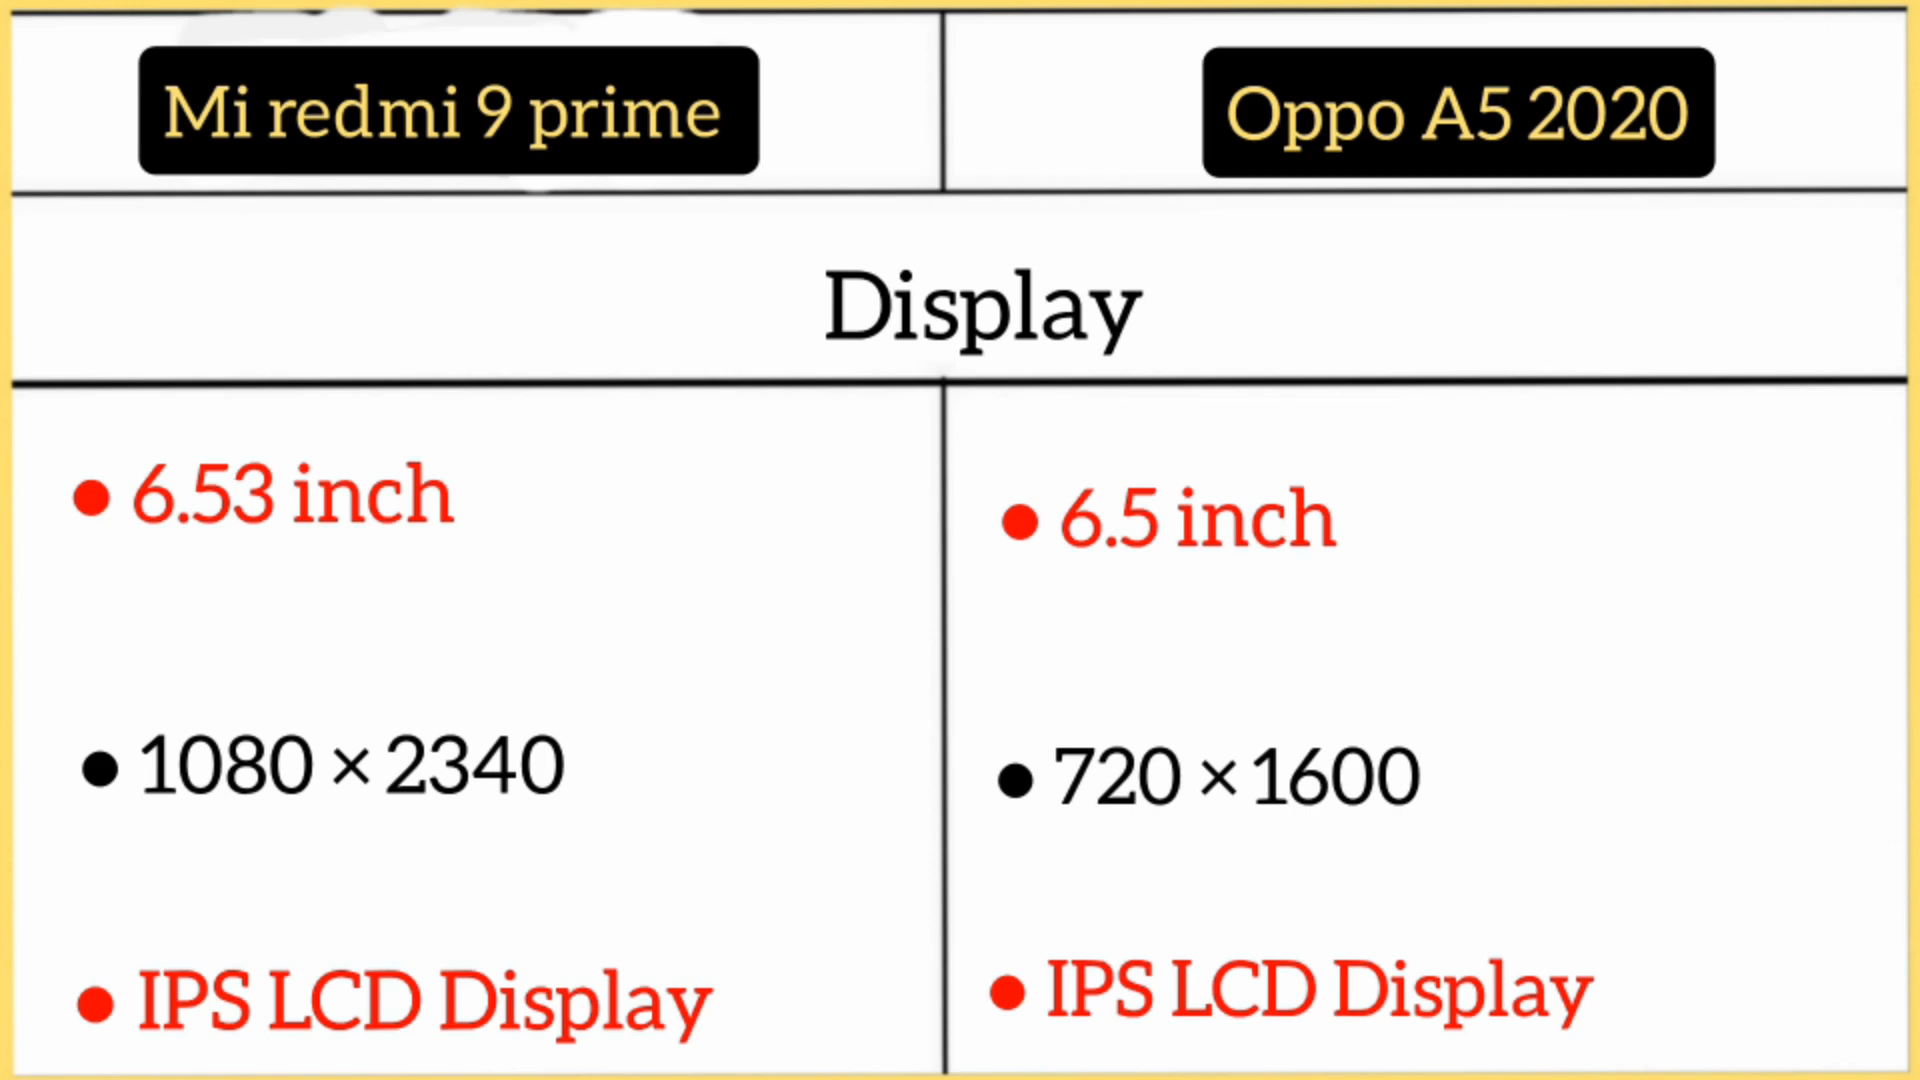 Mi redmi 9 prime
Oppo A5 2020
Display
• 6.53 inch
• 6.5 inch
• 1080 × 2340
• 720 × 1600
• IPS LCD Display
• IPS LCD Display